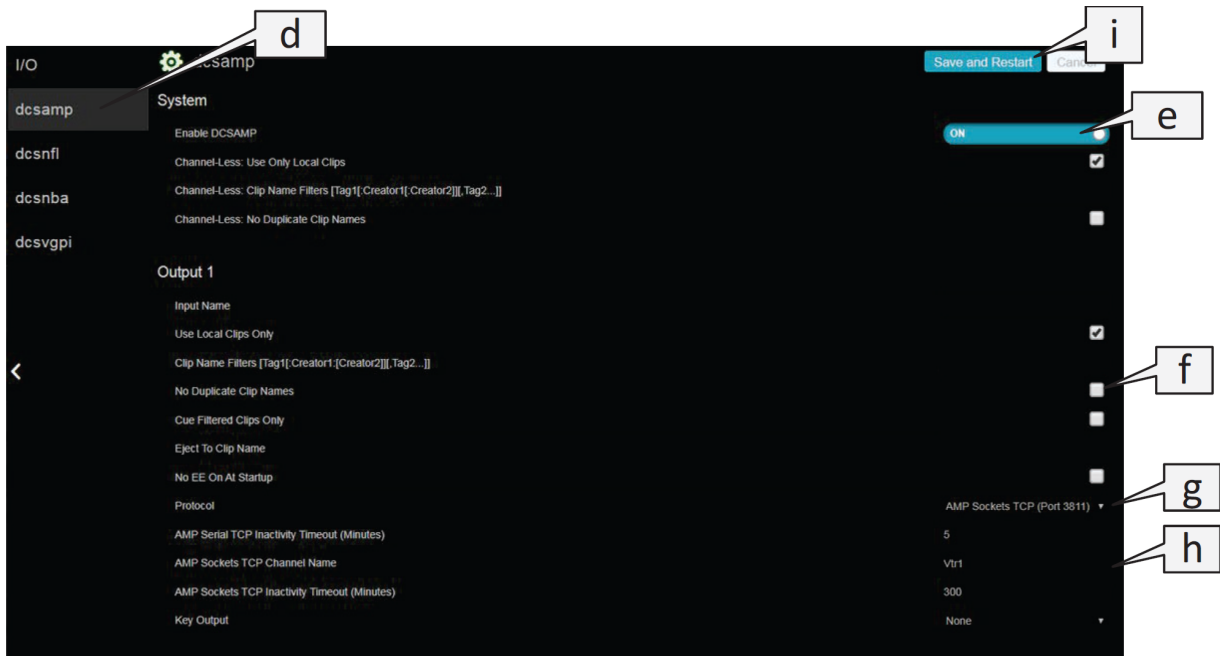 d
i
I/O
dcsamp
Save and Restart
Cancel
dcsamp
System
e
Enable DCSAMP
ON
dcsnfl
Channel-Less: Use Only Local Clips
dcsnba
Channel-Less: Clip Name Filters [Tag1[:Creator1[:Creator2]][,Tag2...]]
Channel-Less: No Duplicate Clip Names
dcsvgpi
Output 1
Input Name
Use Local Clips Only
Clip Name Filters [Tag1[:Creator1:[Creator2]][,Tag2...]]
f
No Duplicate Clip Names
Cue Filtered Clips Only
Eject To Clip Name
No EE On At Startup
g
Protocol
AMP Sockets TCP (Port 3811)
AMP Serial TCP Inactivity Timeout (Minutes)
5
h
AMP Sockets TCP Channel Name
Vtr1
AMP Sockets TCP Inactivity Timeout (Minutes)
300
Key Output
None